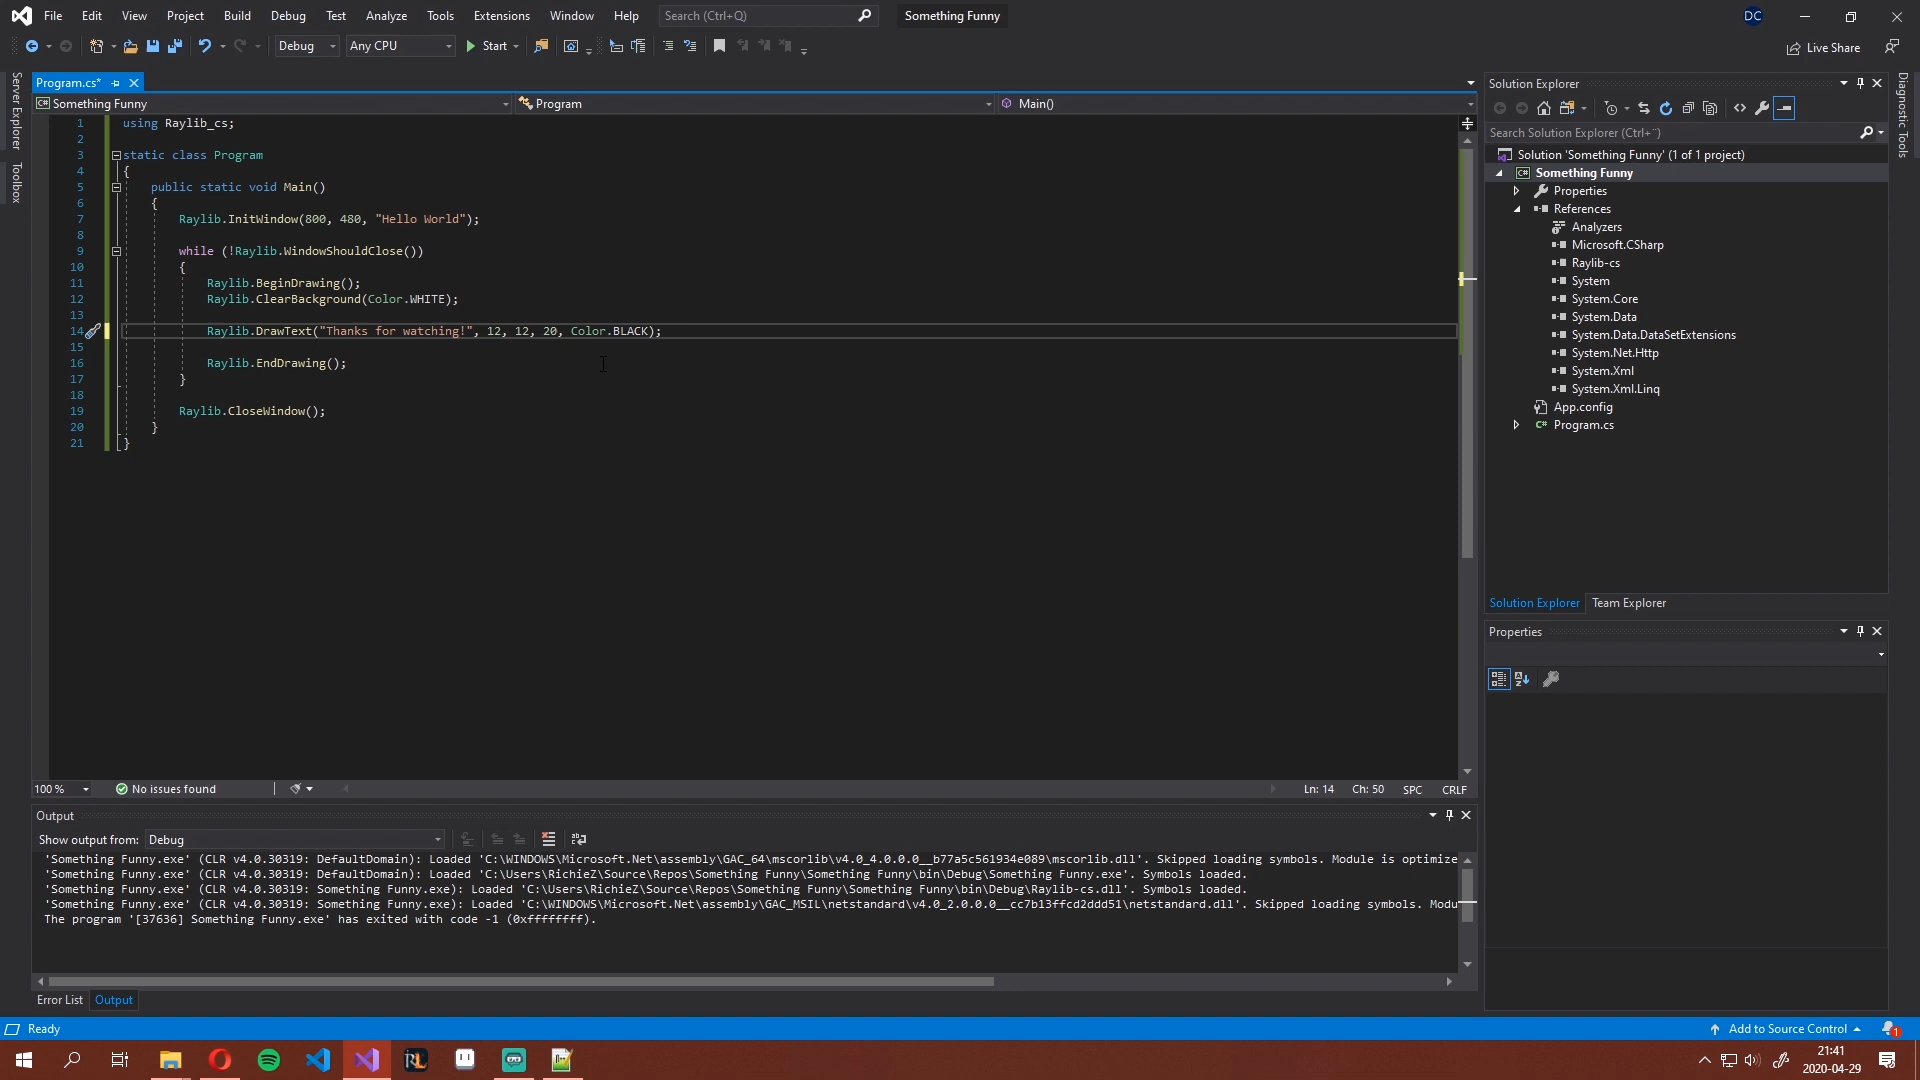 File Edit View Project Build Debug Test Analyze Tools Extensions Window Help Search (Ctrl+Q) Something Funny DC
Debug Any CPU Start Live Share
Server Explorer
Toolbox
Program.cs*
Something Funny Program Main()
1 using Raylib_cs;
2
3 static class Program
4 {
5 public static void Main()
6 {
7 Raylib.InitWindow(800, 480, "Hello World");
8
9 while (!Raylib.WindowShouldClose())
10 {
11 Raylib.BeginDrawing();
12 Raylib.ClearBackground(Color.WHITE);
13
14 Raylib.DrawText("Thanks for watching!", 12, 12, 20, Color.BLACK);
15
16 Raylib.EndDrawing();
17 }
18
19 Raylib.CloseWindow();
20 }
21 }
100 % No issues found Ln: 14 Ch: 50 SPC CRLF
Output
Show output from: Debug
'Something Funny.exe' (CLR v4.0.30319: DefaultDomain): Loaded 'C:\WINDOWS\Microsoft.Net\assembly\GAC_64\mscorlib\v4.0_4.0.0.0__b77a5c561934e089\mscorlib.dll'. Skipped loading symbols. Module is optimize
'Something Funny.exe' (CLR v4.0.30319: DefaultDomain): Loaded 'C:\Users\RichieZ\Source\Repos\Something Funny\Something Funny\bin\Debug\Something Funny.exe'. Symbols loaded.
'Something Funny.exe' (CLR v4.0.30319: Something Funny.exe): Loaded 'C:\Users\RichieZ\Source\Repos\Something Funny\Something Funny\bin\Debug\Raylib-cs.dll'. Symbols loaded.
'Something Funny.exe' (CLR v4.0.30319: Something Funny.exe): Loaded 'C:\WINDOWS\Microsoft.Net\assembly\GAC_MSIL\netstandard\v4.0_2.0.0.0__cc7b13ffcd2ddd51\netstandard.dll'. Skipped loading symbols. Modu
The program '[37636] Something Funny.exe' has exited with code -1 (0xffffffff).
Error List Output
Solution Explorer
Search Solution Explorer (Ctrl+¨)
Solution 'Something Funny' (1 of 1 project)
Something Funny
Properties
References
Analyzers
Microsoft.CSharp
Raylib-cs
System
System.Core
System.Data
System.Data.DataSetExtensions
System.Net.Http
System.Xml
System.Xml.Linq
App.config
Program.cs
Solution Explorer Team Explorer
Properties
Diagnostic Tools
Ready Add to Source Control 1
21:41
2020-04-29